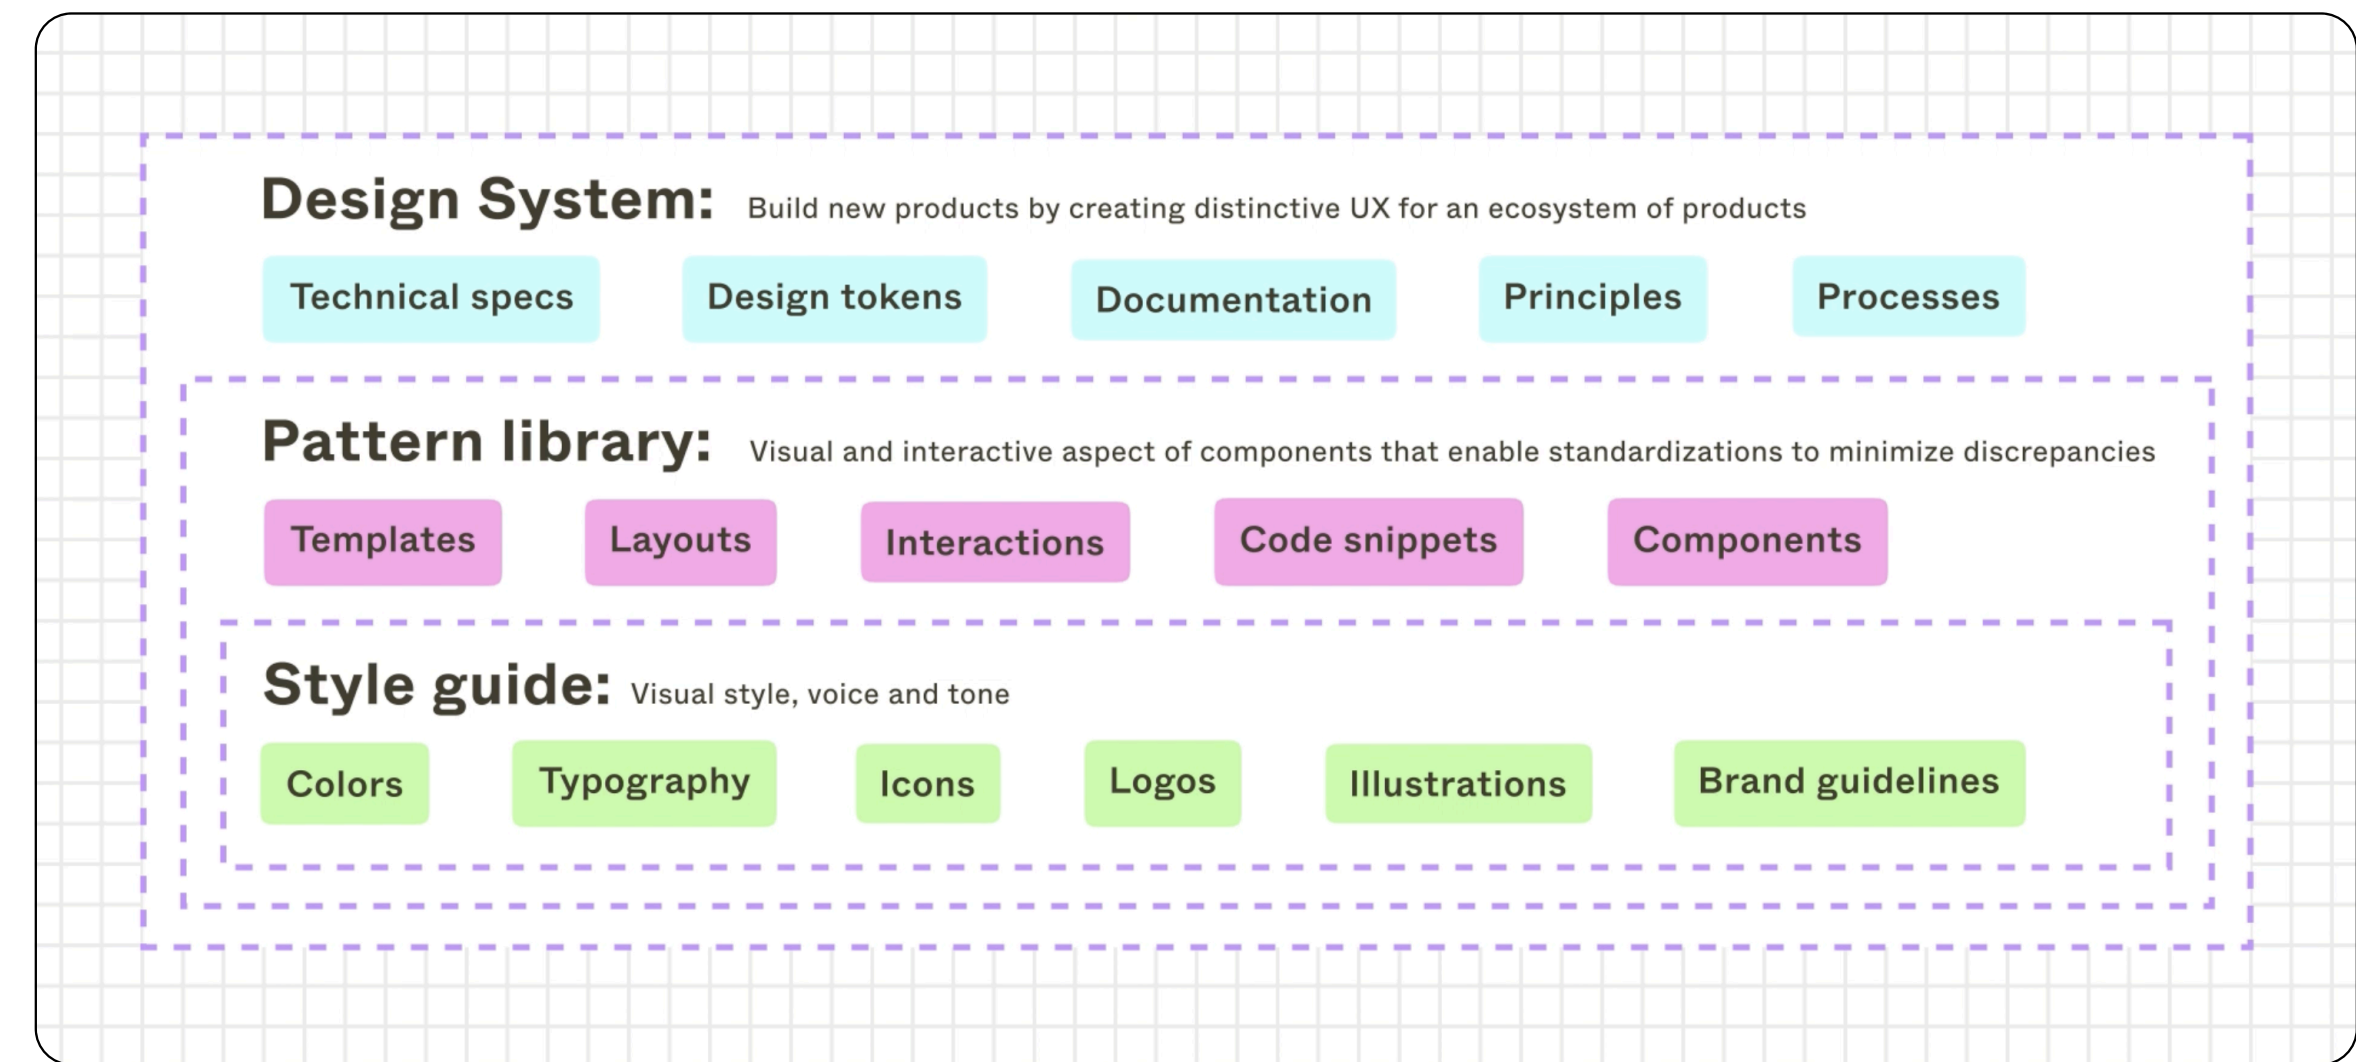 Design System: Build new products by creating distinctive UX for an ecosystem of products
Technical specs Design tokens Documentation Principles Processes
Pattern library: Visual and interactive aspect of components that enable standardizations to minimize discrepancies
Templates Layouts Interactions Code snippets Components
Style guide: Visual style, voice and tone
Colors Typography Icons Logos Illustrations Brand guidelines